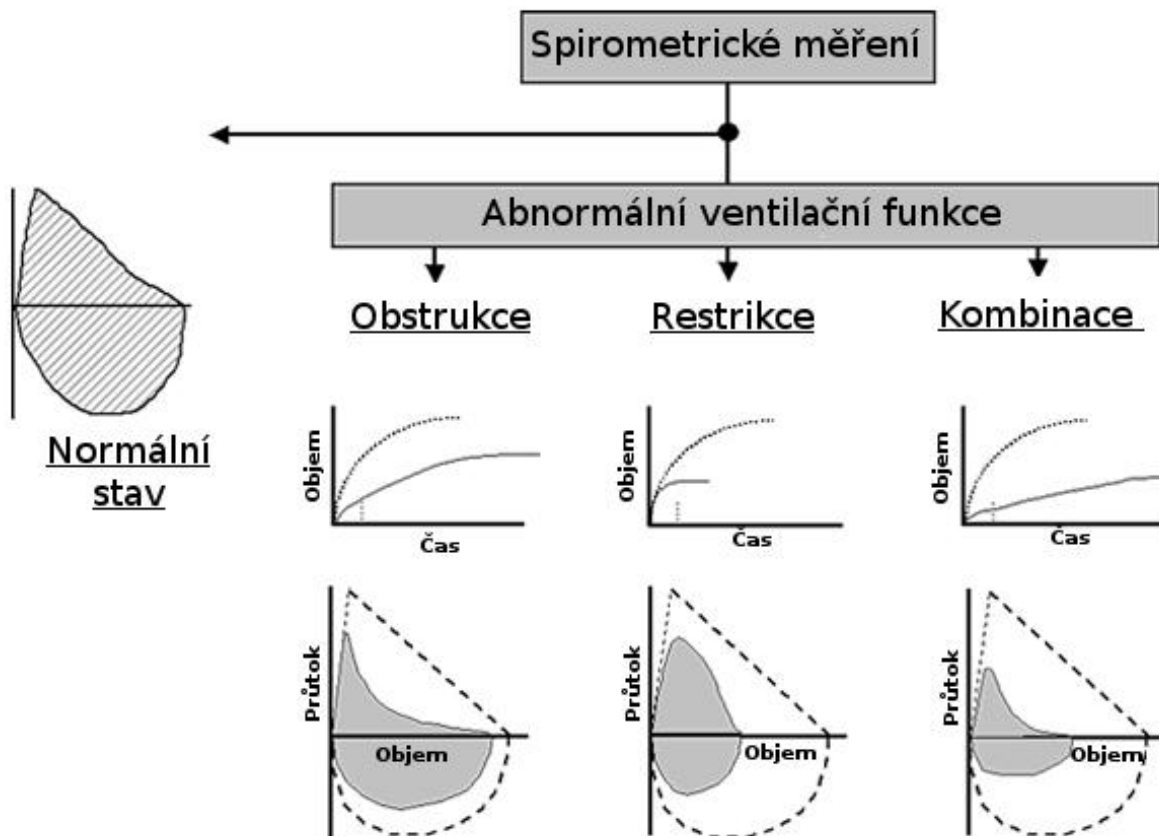 Spirometrické měření
Abnormální ventilační funkce
Obstrukce
Restrikce
Kombinace
Normální
stav
Objem
Čas
Objem
Čas
Objem
Čas
Průtok
Objem
Průtok
Objem
Průtok
Objem